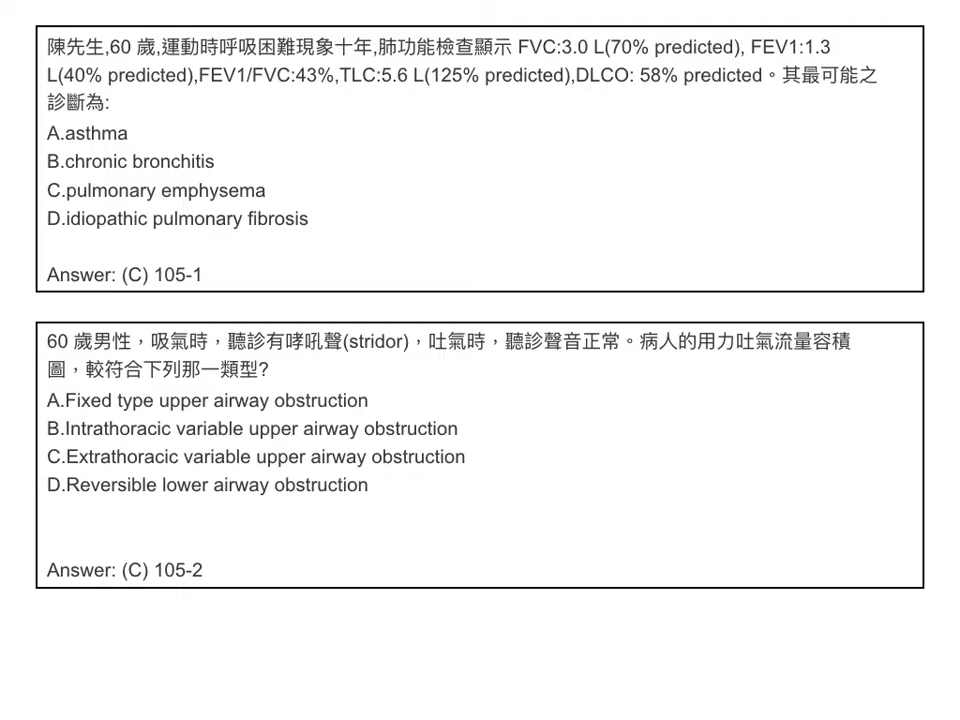 陳先生,60 歲,運動時呼吸困難現象十年,肺功能檢查顯示 FVC:3.0 L(70% predicted), FEV1:1.3
L(40% predicted),FEV1/FVC:43%,TLC:5.6 L(125% predicted),DLCO: 58% predicted。其最可能之
診斷為:
A.asthma
B.chronic bronchitis
C.pulmonary emphysema
D.idiopathic pulmonary fibrosis
Answer: (C) 105-1
60 歲男性，吸氣時，聽診有哮吼聲(stridor)，吐氣時，聽診聲音正常。病人的用力吐氣流量容積
圖，較符合下列那一類型?
A.Fixed type upper airway obstruction
B.Intrathoracic variable upper airway obstruction
C.Extrathoracic variable upper airway obstruction
D.Reversible lower airway obstruction
Answer: (C) 105-2